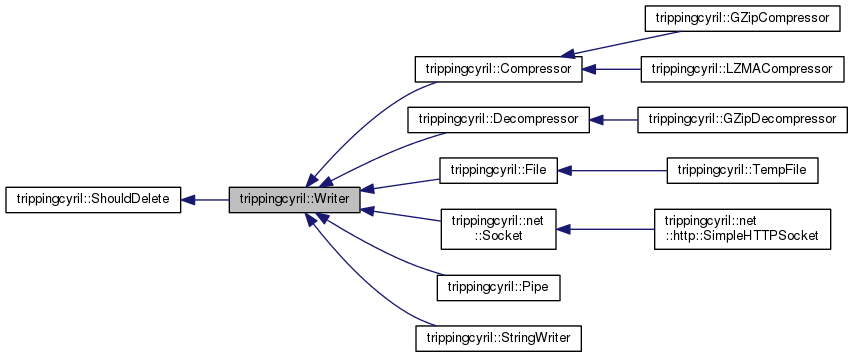 trippingcyril::GZipCompressor
trippingcyril::Compressor
trippingcyril::LZMACompressor
trippingcyril::Decompressor
trippingcyril::GZipDecompressor
trippingcyril::File
trippingcyril::TempFile
trippingcyril::ShouldDelete
trippingcyril::Writer
trippingcyril::net
::Socket
trippingcyril::net
::http::SimpleHTTPSocket
trippingcyril::Pipe
trippingcyril::StringWriter